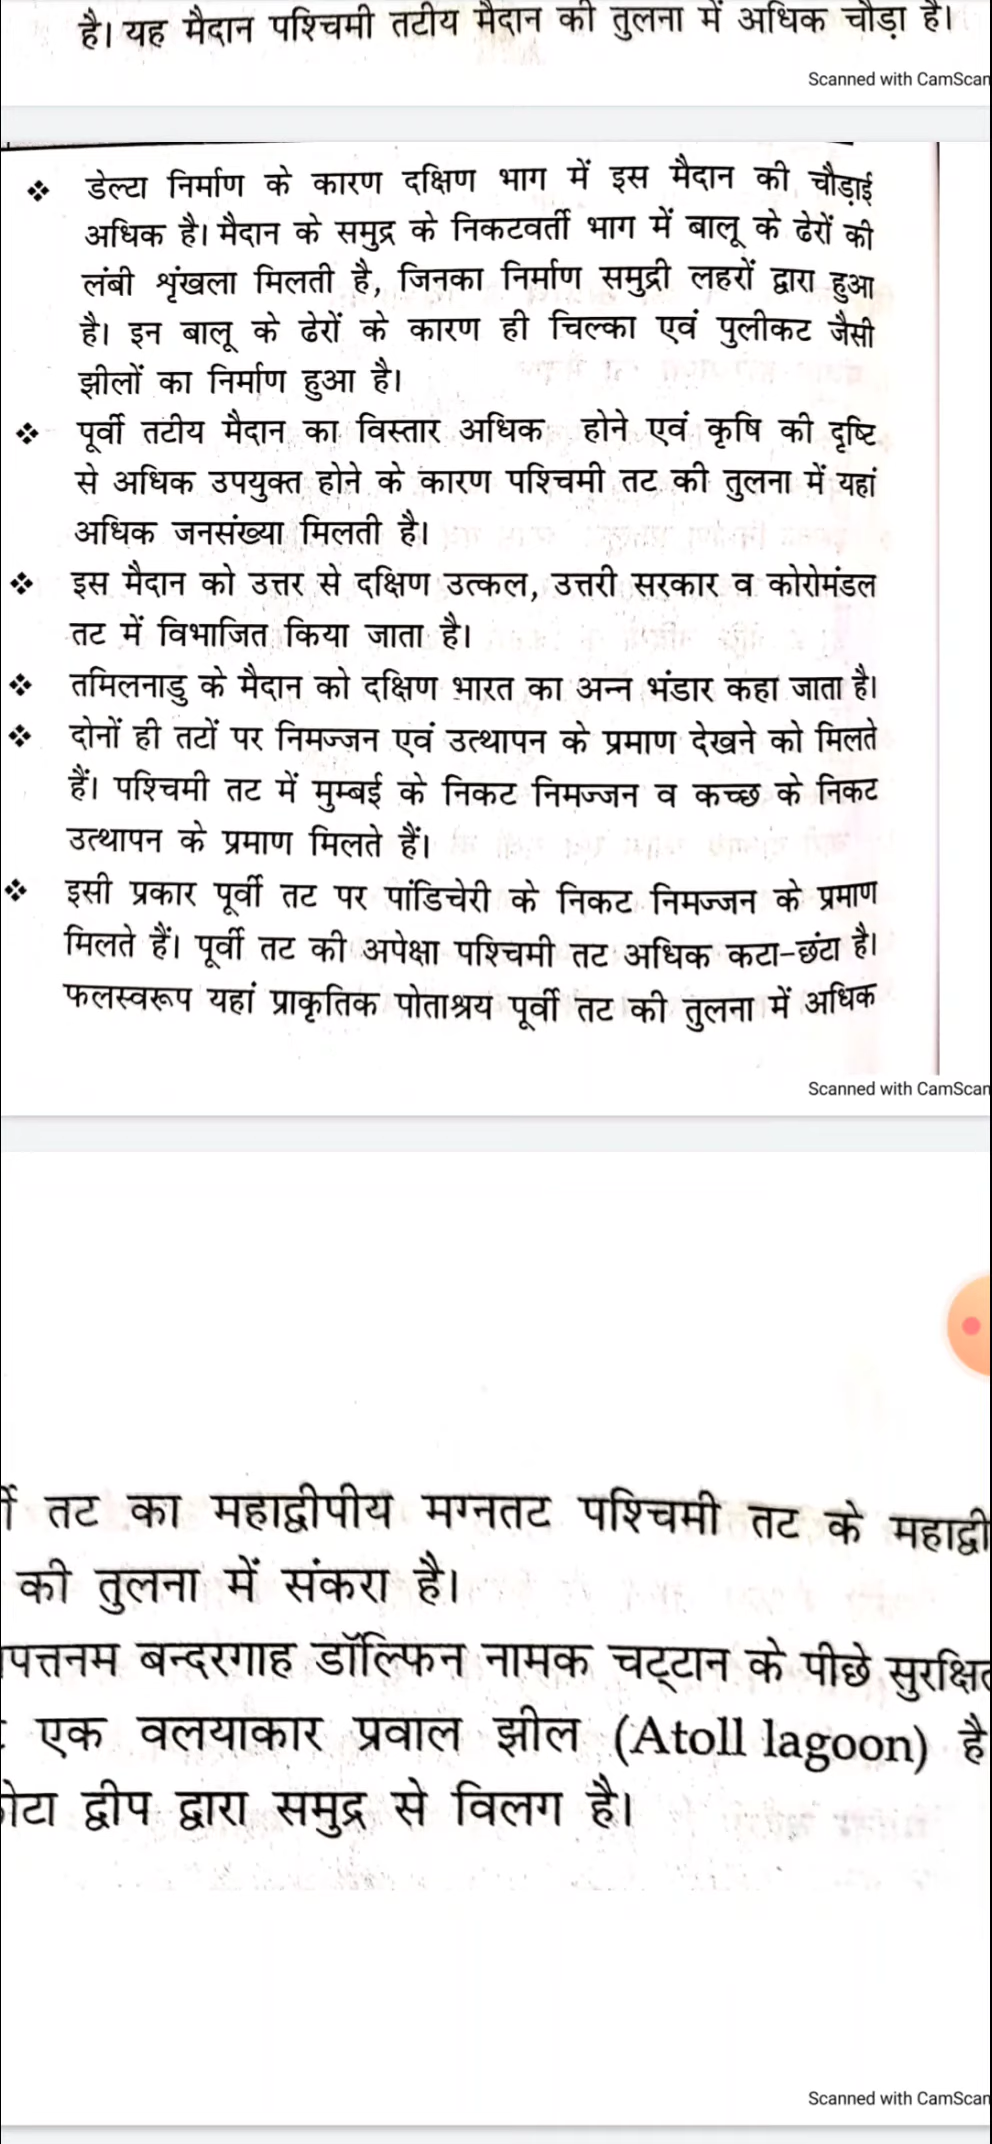 है। यह मैदान पश्चिमी तटीय मैदान की तुलना में अधिक चौड़ा है।
Scanned with CamScan
❖ डेल्टा निर्माण के कारण दक्षिण भाग में इस मैदान की चौड़ाई
अधिक है। मैदान के समुद्र के निकटवर्ती भाग में बालू के ढेरों की
लंबी शृंखला मिलती है, जिनका निर्माण समुद्री लहरों द्वारा हुआ
है। इन बालू के ढेरों के कारण ही चिल्का एवं पुलीकट जैसी
झीलों का निर्माण हुआ है।
❖ पूर्वी तटीय मैदान का विस्तार अधिक होने एवं कृषि की दृष्टि
से अधिक उपयुक्त होने के कारण पश्चिमी तट की तुलना में यहां
अधिक जनसंख्या मिलती है।
❖ इस मैदान को उत्तर से दक्षिण उत्कल, उत्तरी सरकार व कोरोमंडल
तट में विभाजित किया जाता है।
❖ तमिलनाडु के मैदान को दक्षिण भारत का अन्न भंडार कहा जाता है।
❖ दोनों ही तटों पर निमज्जन एवं उत्थापन के प्रमाण देखने को मिलते
हैं। पश्चिमी तट में मुम्बई के निकट निमज्जन व कच्छ के निकट
उत्थापन के प्रमाण मिलते हैं।
❖ इसी प्रकार पूर्वी तट पर पांडिचेरी के निकट निमज्जन के प्रमाण
मिलते हैं। पूर्वी तट की अपेक्षा पश्चिमी तट अधिक कटा-छंटा है।
फलस्वरूप यहां प्राकृतिक पोताश्रय पूर्वी तट की तुलना में अधिक
Scanned with CamScan
तट का महाद्वीपीय मग्नतट पश्चिमी तट के महाद्वी
की तुलना में संकरा है।
पत्तनम बन्दरगाह डॉल्फिन नामक चट्टान के पीछे सुरक्षित
एक वलयाकार प्रवाल झील (Atoll lagoon) है
द्वीप द्वारा समुद्र से विलग है।
Scanned with CamScan